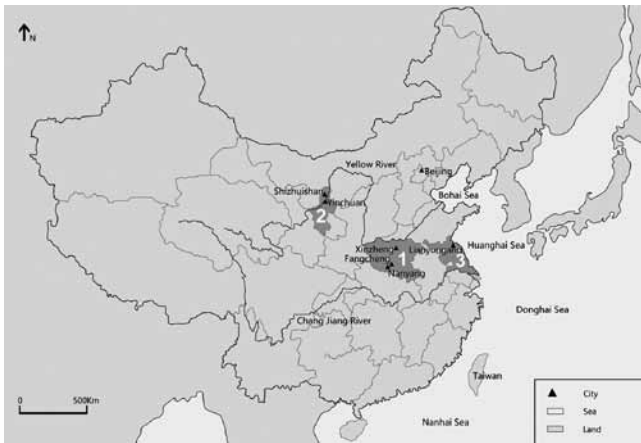 N
Yellow River
Beijing
Shizuishan
Yinchuan
Bohai Sea
2
Xinzheng
Lianyungang
Huanghai Sea
Fangcheng
1
3
Nanyang
Donghai Sea
Chang Jiang River
Taiwan
City
0
500Km
Sea
Nanhai Sea
Land